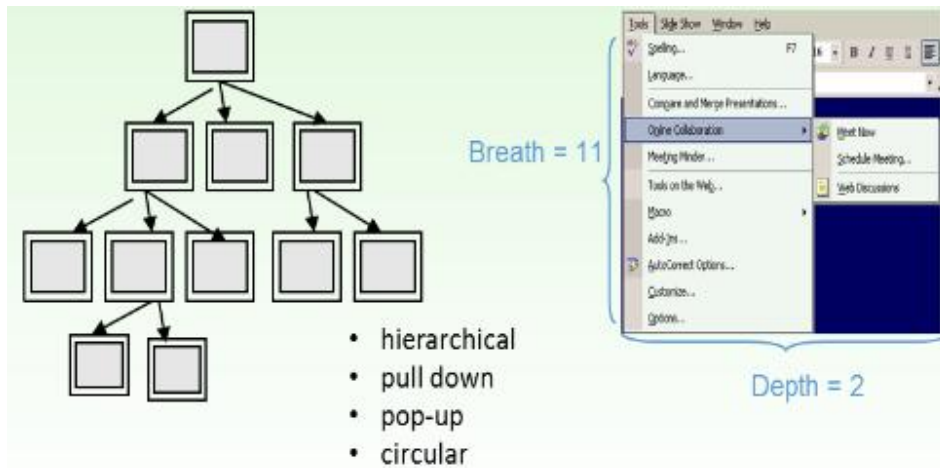 Tools Slide Show Window Help
Spelling... F7
B I U S
Language...
Compare and Merge Presentations...
Online Collaboration
Meet Now
Breath = 11
Meeting Minder...
Schedule Meeting...
Tools on the Web...
Web Discussions
Macro
Add-Ins...
AutoCorrect Options...
Customize...
Options...
• hierarchical
• pull down
• pop-up
• circular
Depth = 2